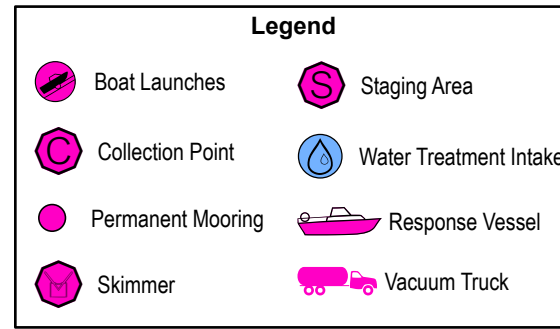 Legend
Boat Launches
S
Staging Area
C
Collection Point
Water Treatment Intake
Permanent Mooring
Response Vessel
Skimmer
Vacuum Truck